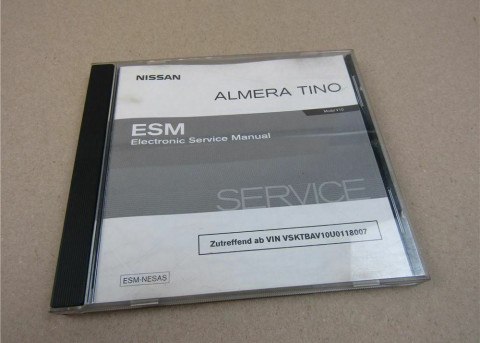 NISSAN
ALMERA TINO
ESM
Electronic Service Manual
SERVICE
Zutreffend ab VIN VSKTBAV10U0118007
ESM-NESAS